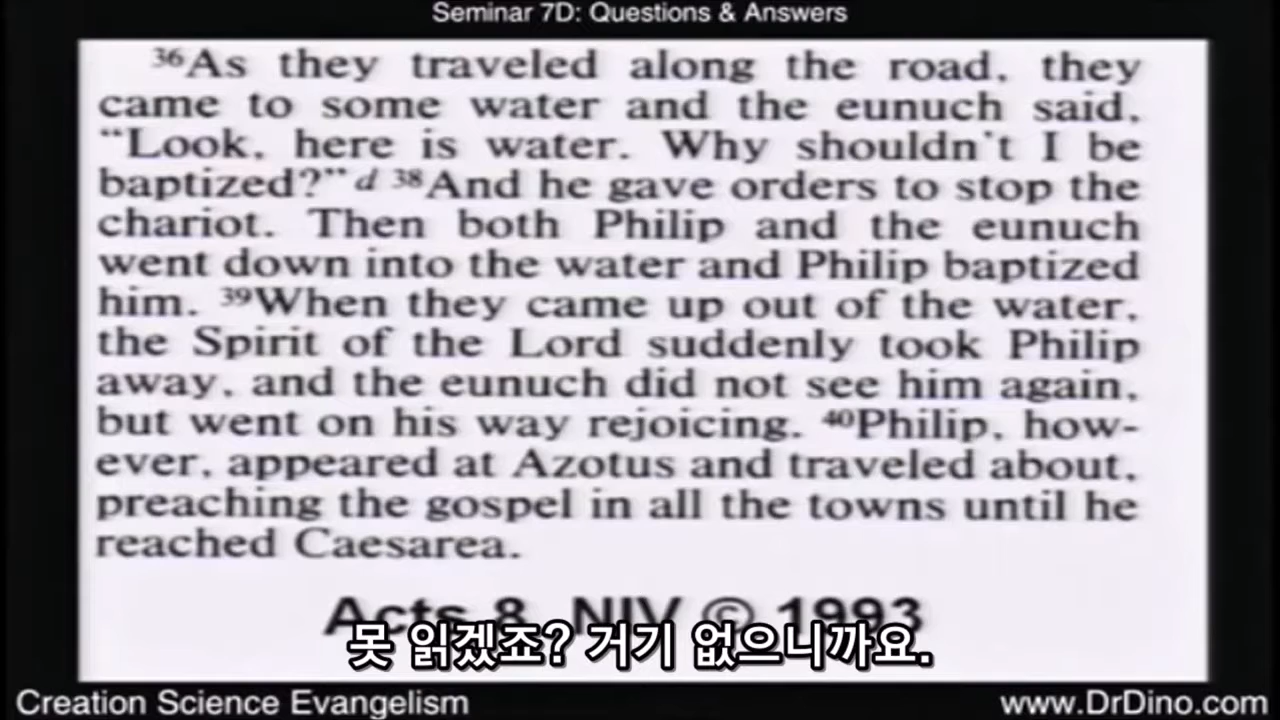 Seminar 7D: Questions & Answers
³⁶As they traveled along the road, they
came to some water and the eunuch said,
“Look, here is water. Why shouldn't I be
baptized?” d ³⁸And he gave orders to stop the
chariot. Then both Philip and the eunuch
went down into the water and Philip baptized
him. ³⁹When they came up out of the water,
the Spirit of the Lord suddenly took Philip
away, and the eunuch did not see him again,
but went on his way rejoicing. ⁴⁰Philip, how-
ever, appeared at Azotus and traveled about,
preaching the gospel in all the towns until he
reached Caesarea.
Acts 8 NIV © 1993
못 읽겠죠? 거기 없으니까요.
Creation Science Evangelism
www.DrDino.com